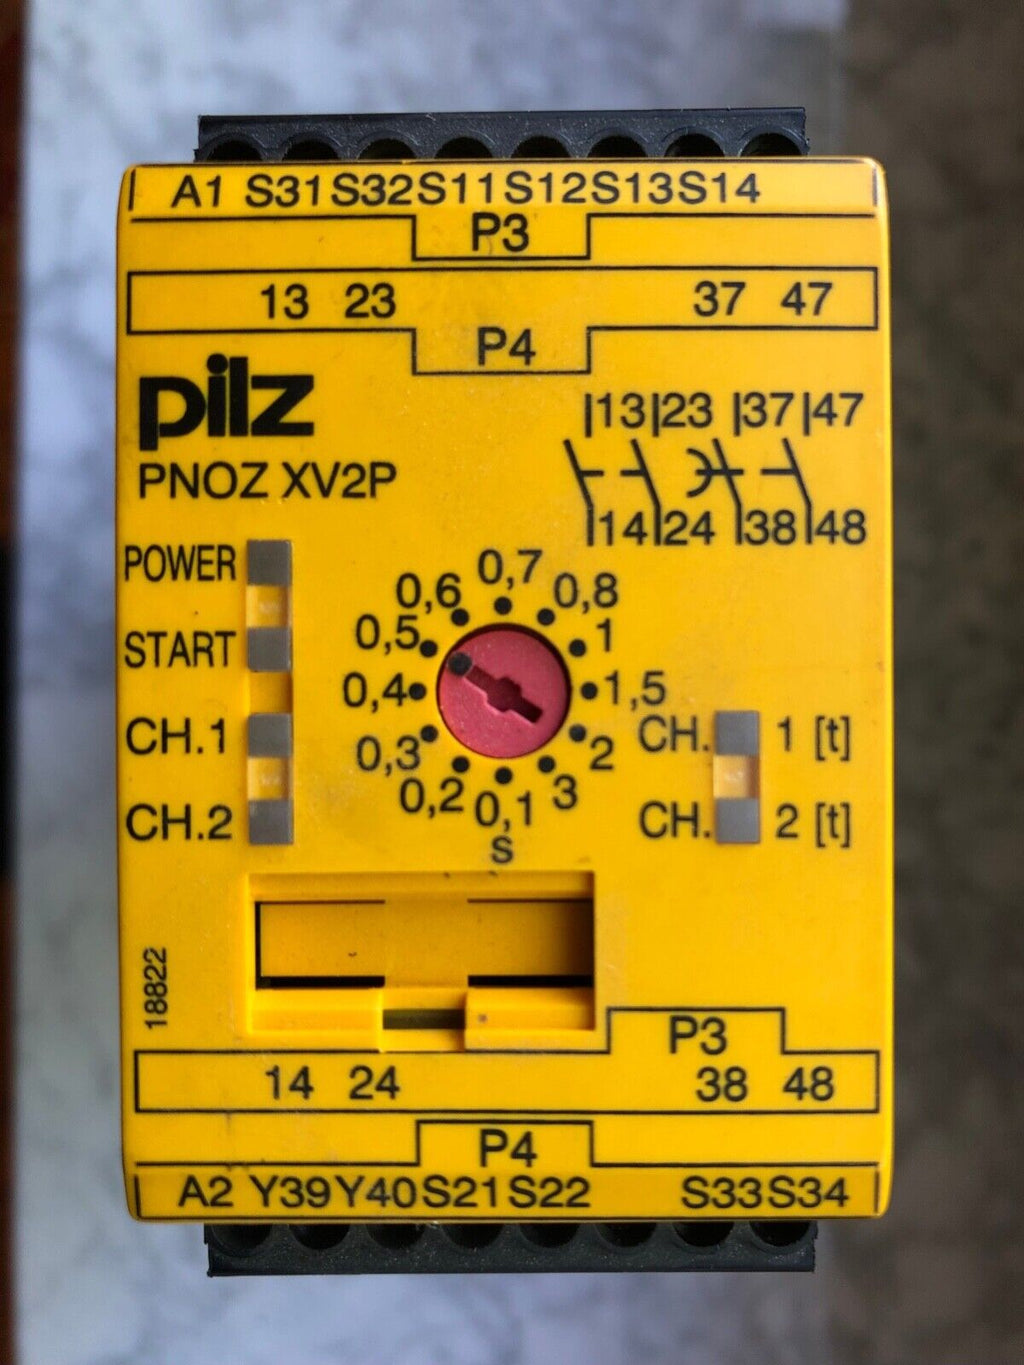 A1 S31 S32 S11 S12 S13 S14
P3
13 23 37 47
P4
pilz
PNOZ XV2P
13 23 37 47
14 24 38 48
POWER
START
CH.1
CH.2
0,7
0,6 0,8
0,5 1
0,4 1,5
0,3 2
0,2 3
0,1
s
CH. 1 [t]
CH. 2 [t]
18822
P3
14 24 38 48
P4
A2 Y39 Y40 S21 S22 S33 S34